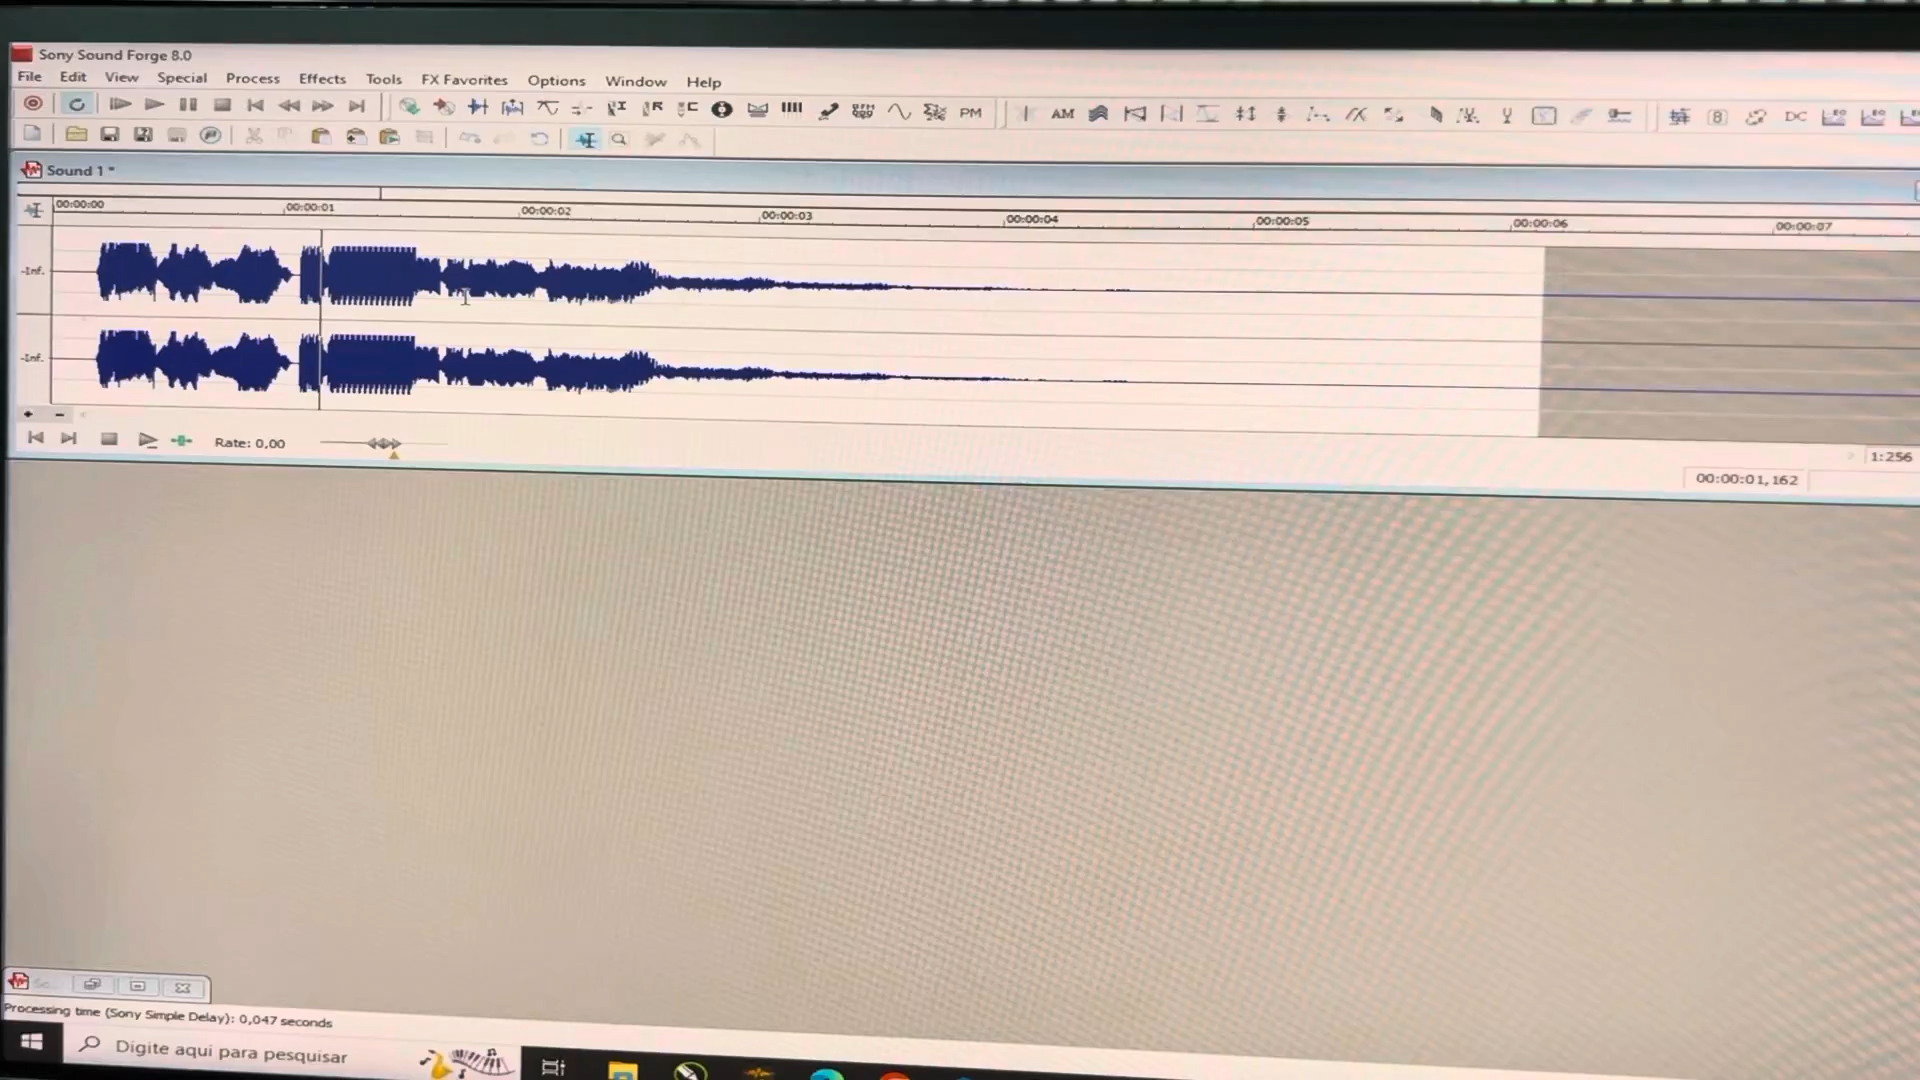 Sony Sound Forge 8.0
File Edit View Special Process Effects Tools FX Favorites Options Window Help
PM AM DC
Sound 1 *
00:00:00 00:00:01 00:00:02 00:00:03 00:00:04 00:00:05 00:00:06 00:00:07
-Inf.
-Inf.
Rate: 0,00
1:256
00:00:01,162
Processing time (Sony Simple Delay): 0,047 seconds
Digite aqui para pesquisar